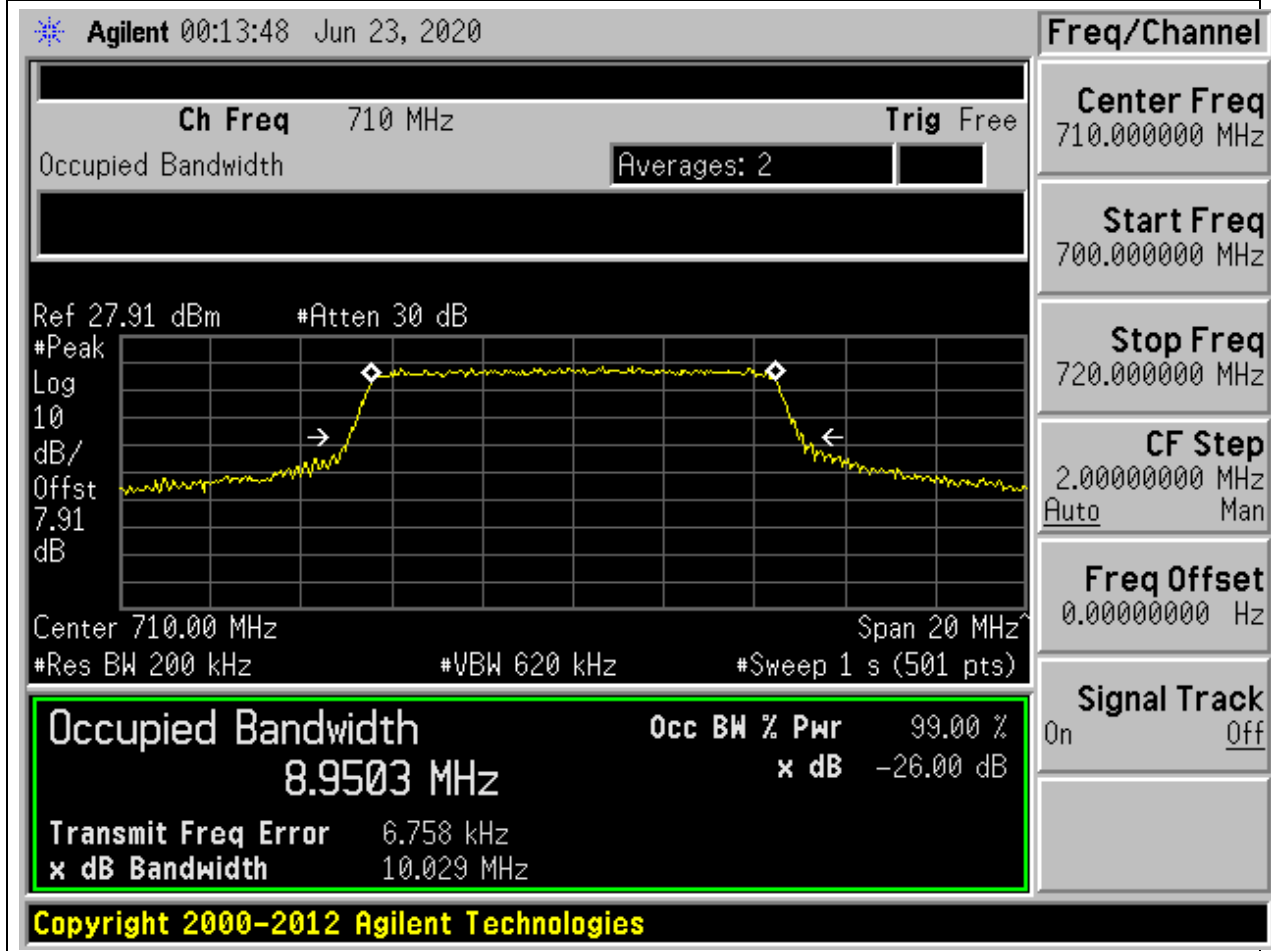 Agilent 00:13:48 Jun 23, 2020
Freq/Channel
Ch Freq 710 MHz Trig Free
Occupied Bandwidth Averages: 2
Ref 27.91 dBm #Atten 30 dB
#Peak
Log
10
dB/
Offst
7.91
dB
Center 710.00 MHz Span 20 MHz^
#Res BW 200 kHz #VBW 620 kHz #Sweep 1 s (501 pts)
Occupied Bandwidth Occ BW % Pwr 99.00 %
8.9503 MHz x dB -26.00 dB
Transmit Freq Error 6.758 kHz
x dB Bandwidth 10.029 MHz
Center Freq
710.000000 MHz
Start Freq
700.000000 MHz
Stop Freq
720.000000 MHz
CF Step
2.00000000 MHz
Auto Man
Freq Offset
0.00000000 Hz
Signal Track
On Off
Copyright 2000-2012 Agilent Technologies